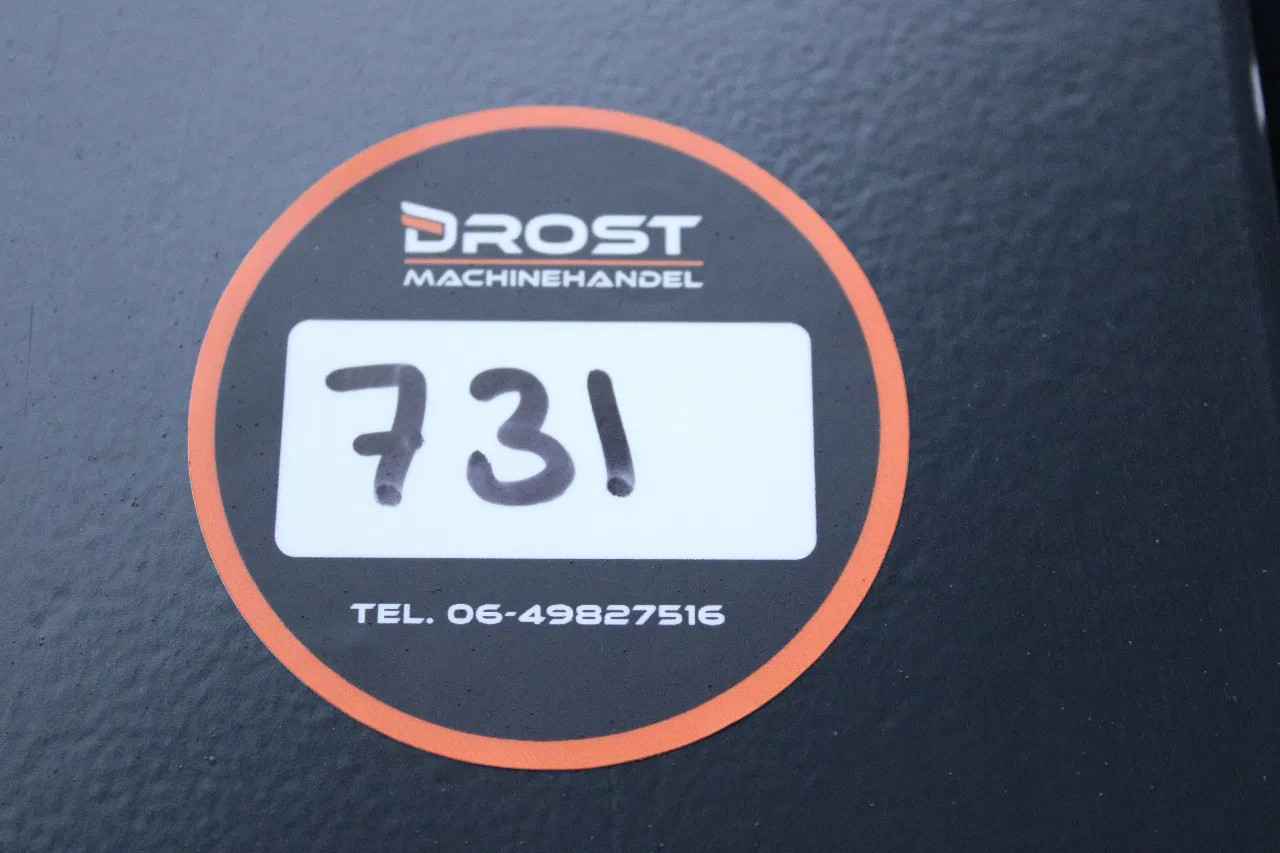 DROST
MACHINEHANDEL
731
TEL. 06-49827516